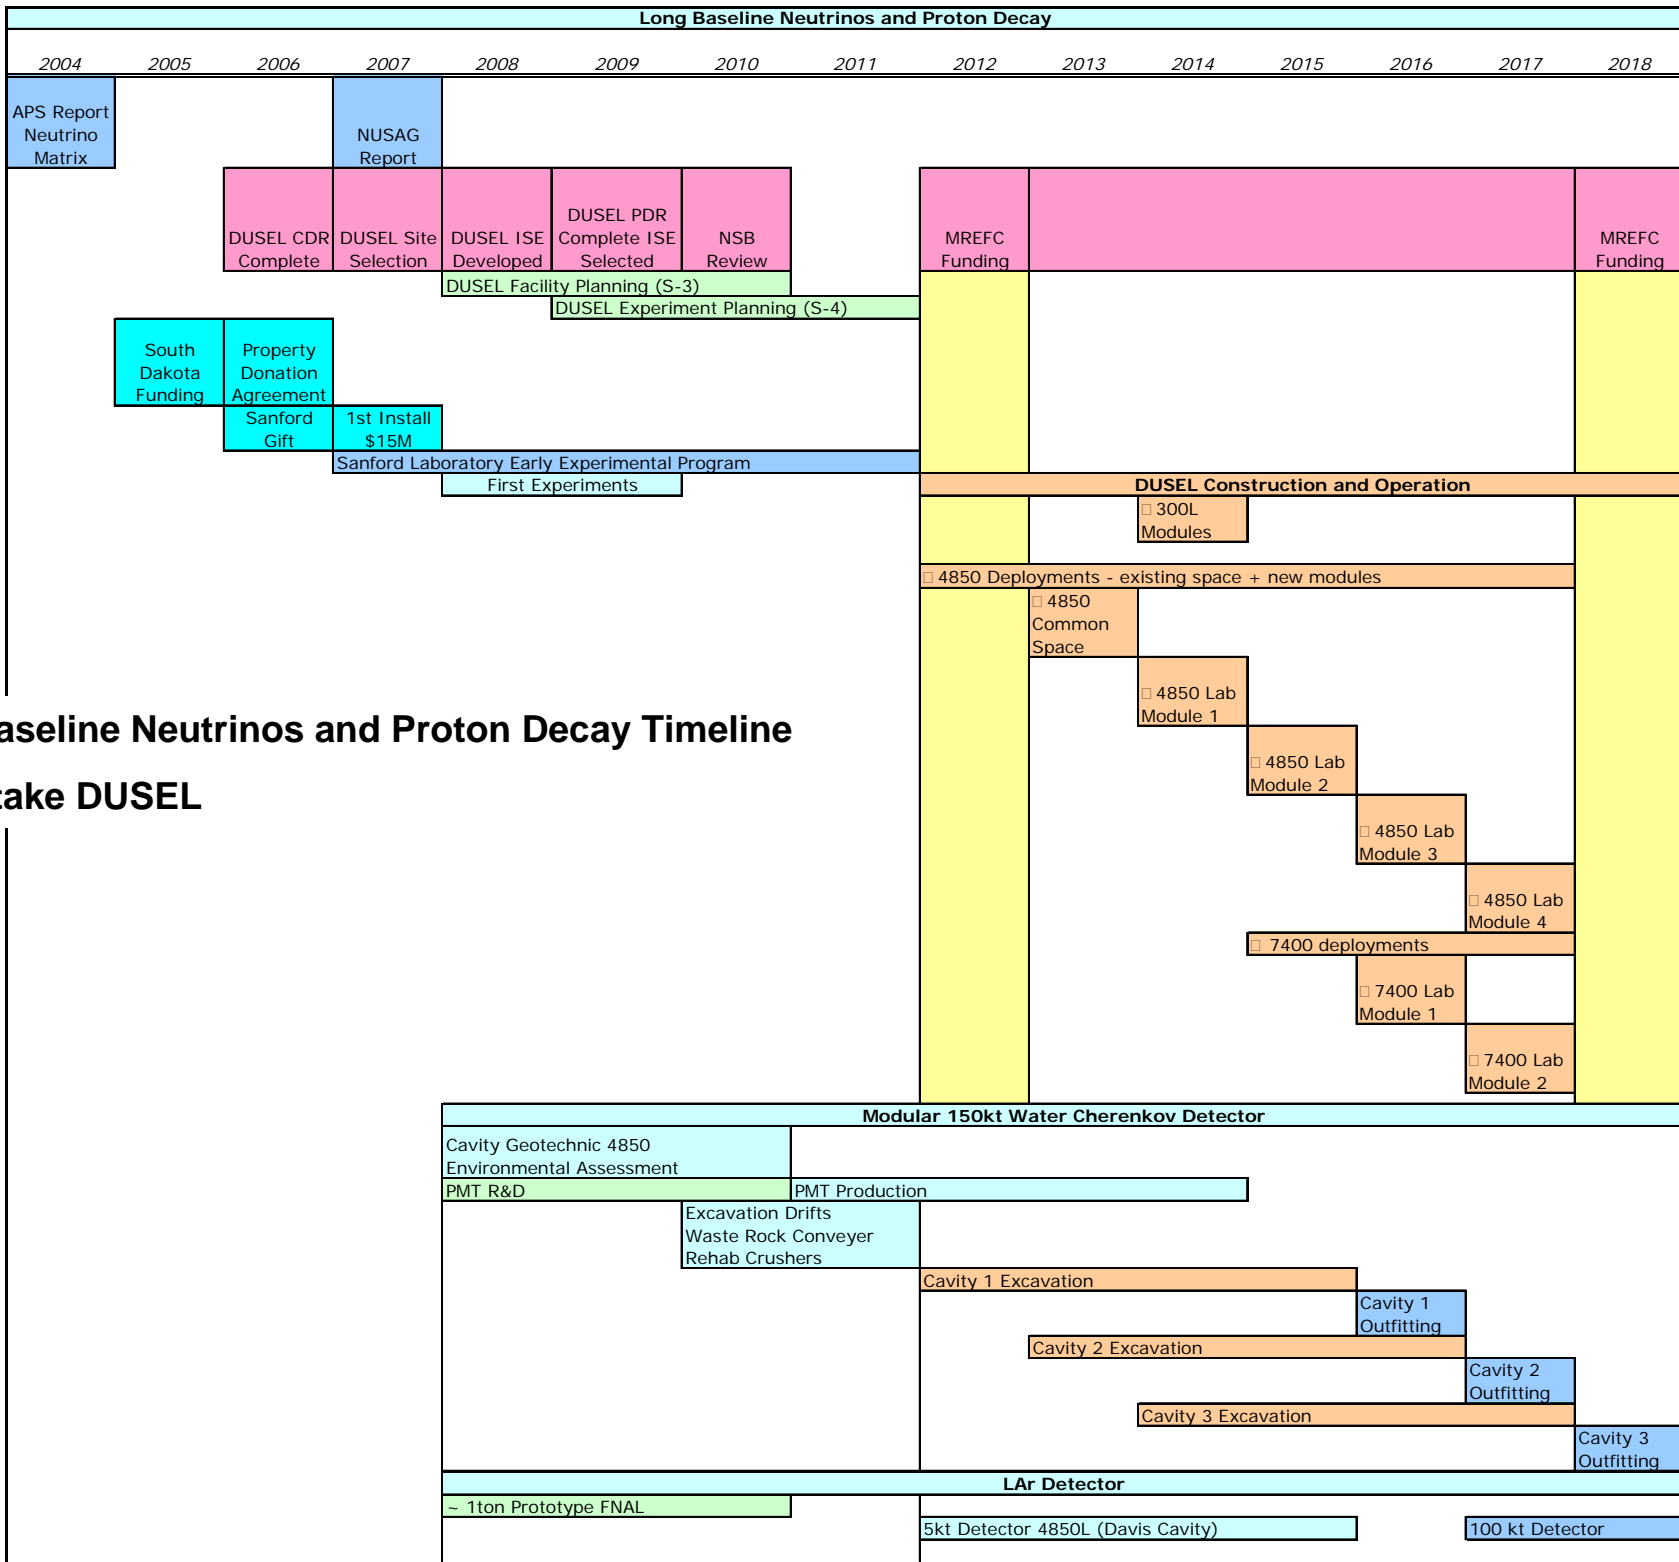 Long Baseline Neutrinos and Proton Decay
2004 2005 2006 2007 2008 2009 2010 2011 2012 2013 2014 2015 2016 2017 2018
APS Report
Neutrino
Matrix
NUSAG
Report
DUSEL CDR
Complete
DUSEL Site
Selection
DUSEL ISE
Developed
DUSEL PDR
Complete ISE
Selected
NSB
Review
MREFC
Funding
MREFC
Funding
DUSEL Facility Planning (S-3)
DUSEL Experiment Planning (S-4)
South
Dakota
Funding
Property
Donation
Agreement
Sanford
Gift
1st Install
$15M
Sanford Laboratory Early Experimental Program
First Experiments
DUSEL Construction and Operation
300L
Modules
4850 Deployments - existing space + new modules
4850
Common
Space
4850 Lab
Module 1
aseline Neutrinos and Proton Decay Timeline
take DUSEL
4850 Lab
Module 2
4850 Lab
Module 3
4850 Lab
Module 4
7400 deployments
7400 Lab
Module 1
7400 Lab
Module 2
Modular 150kt Water Cherenkov Detector
Cavity Geotechnic 4850
Environmental Assessment
PMT R&D
PMT Production
Excavation Drifts
Waste Rock Conveyer
Rehab Crushers
Cavity 1 Excavation
Cavity 1
Outfitting
Cavity 2 Excavation
Cavity 2
Outfitting
Cavity 3 Excavation
Cavity 3
Outfitting
LAr Detector
~ 1ton Prototype FNAL
5kt Detector 4850L (Davis Cavity)
100 kt Detector